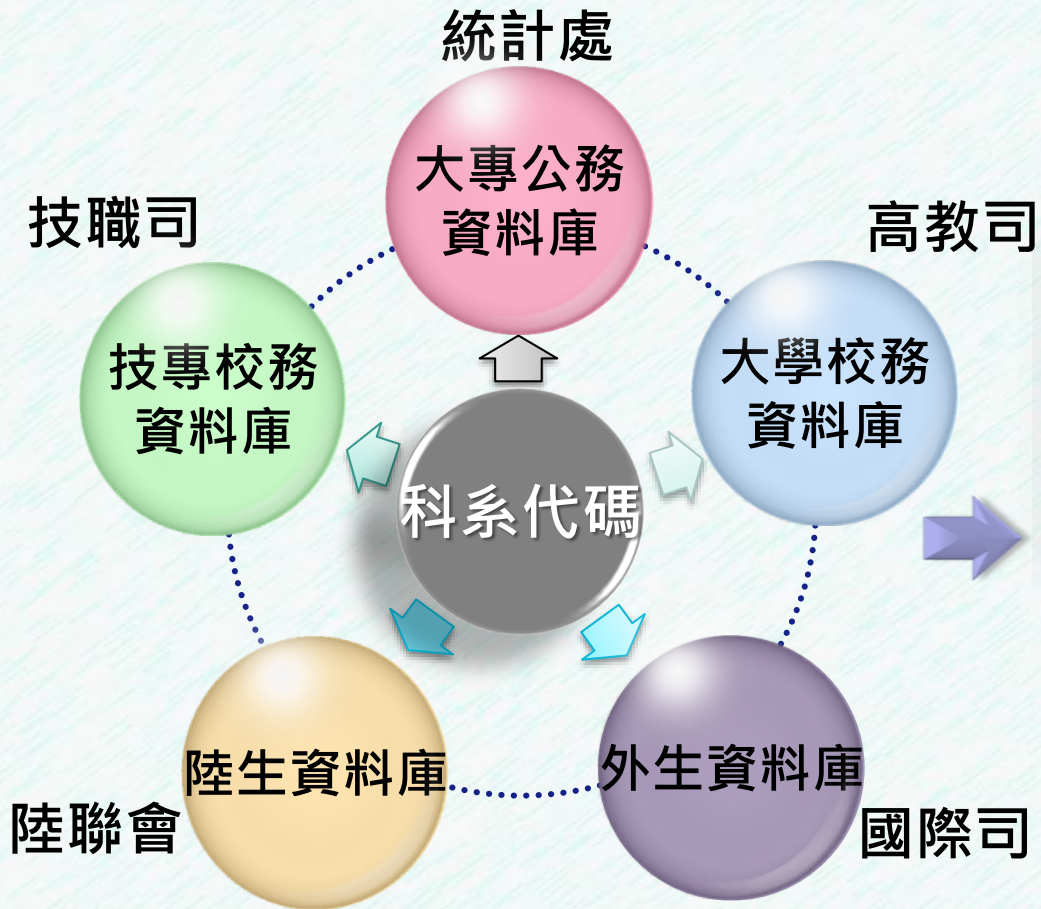 統計處
大專公務
資料庫
技職司
高教司
技專校務
資料庫
大學校務
資料庫
科系代碼
陸生資料庫
外生資料庫
陸聯會
國際司